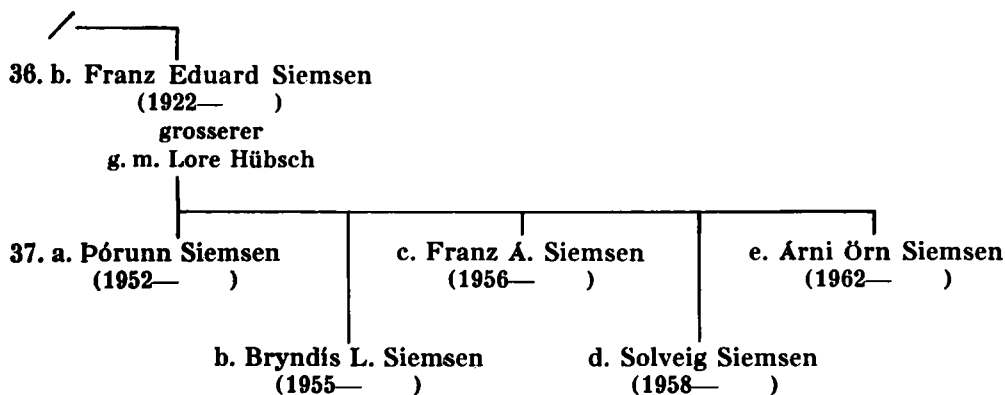 36. b. Franz Eduard Siemsen
(1922— )
grosserer
g. m. Lore Hübsch
37. a. Þórunn Siemsen
(1952— )
b. Bryndís L. Siemsen
(1955— )
c. Franz Á. Siemsen
(1956— )
d. Solveig Siemsen
(1958— )
e. Árni Örn Siemsen
(1962— )